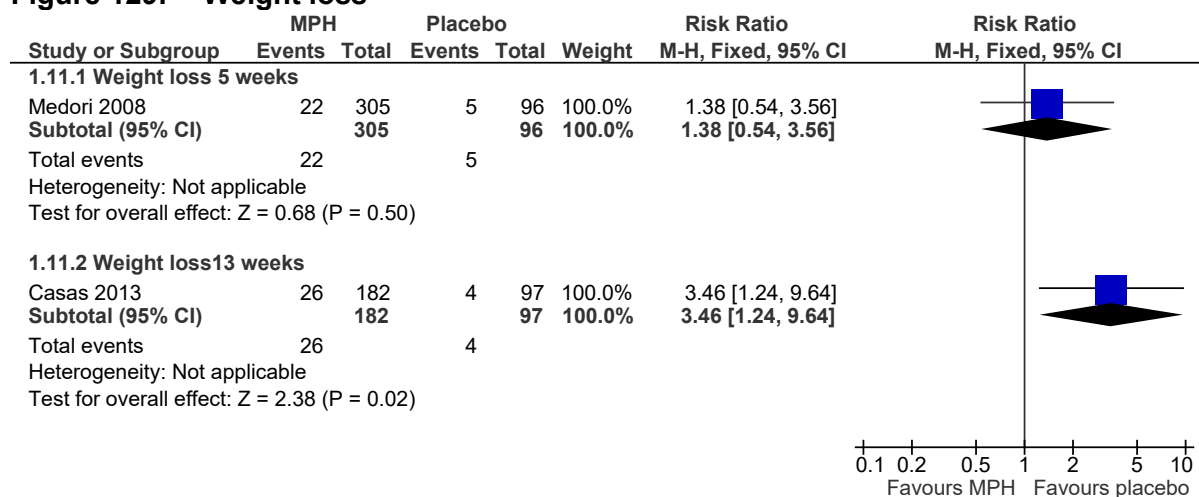 MPH Placebo Risk Ratio Risk Ratio
Study or Subgroup Events Total Events Total Weight M-H, Fixed, 95% CI M-H, Fixed, 95% CI
1.11.1 Weight loss 5 weeks
Medori 2008 22 305 5 96 100.0% 1.38 [0.54, 3.56]
Subtotal (95% CI) 305 96 100.0% 1.38 [0.54, 3.56]
Total events 22 5
Heterogeneity: Not applicable
Test for overall effect: Z = 0.68 (P = 0.50)
1.11.2 Weight loss13 weeks
Casas 2013 26 182 4 97 100.0% 3.46 [1.24, 9.64]
Subtotal (95% CI) 182 97 100.0% 3.46 [1.24, 9.64]
Total events 26 4
Heterogeneity: Not applicable
Test for overall effect: Z = 2.38 (P = 0.02)
0.1 0.2 0.5 1 2 5 10
Favours MPH Favours placebo